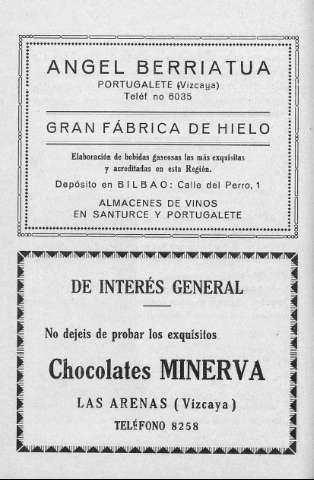 ANGEL BERRIATUA
PORTUGALETE (Vizcaya)
Teléf no 6035
GRAN FÁBRICA DE HIELO
Elaboración de bebidas gaseosas las más exquisitas
y acreditadas en esta Región.
Depósito en BILBAO: Calle del Perro, 1
ALMACENES DE VINOS
EN SANTURCE Y PORTUGALETE
DE INTERÉS GENERAL
No dejeis de probar los exquisitos
Chocolates MINERVA
LAS ARENAS (Vizcaya)
TELÉFONO 8258